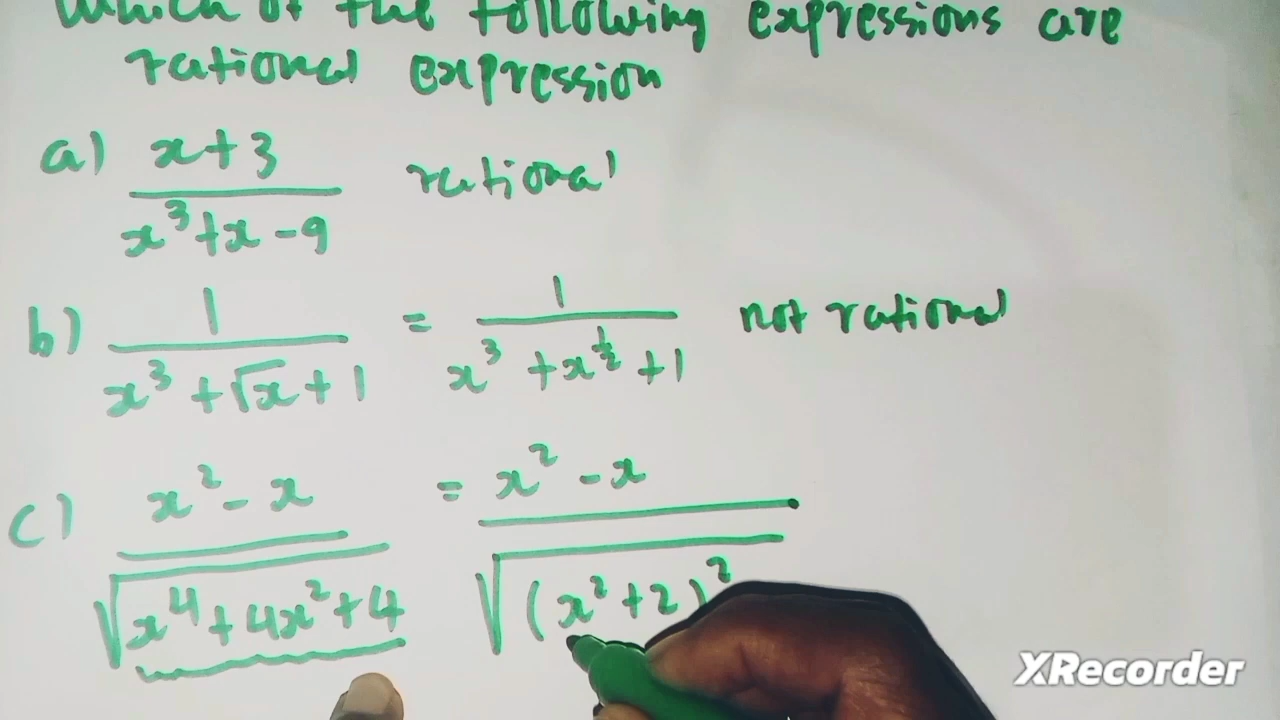 Which of the following expressions are
rational expression
a) x+3 / x³+x-9 rational
b) 1 / x³+√x+1 = 1 / x³+x^½+1 not rational
c) x²-x / √x⁴+4x²+4 = x²-x / √(x²+2)²
XRecorder